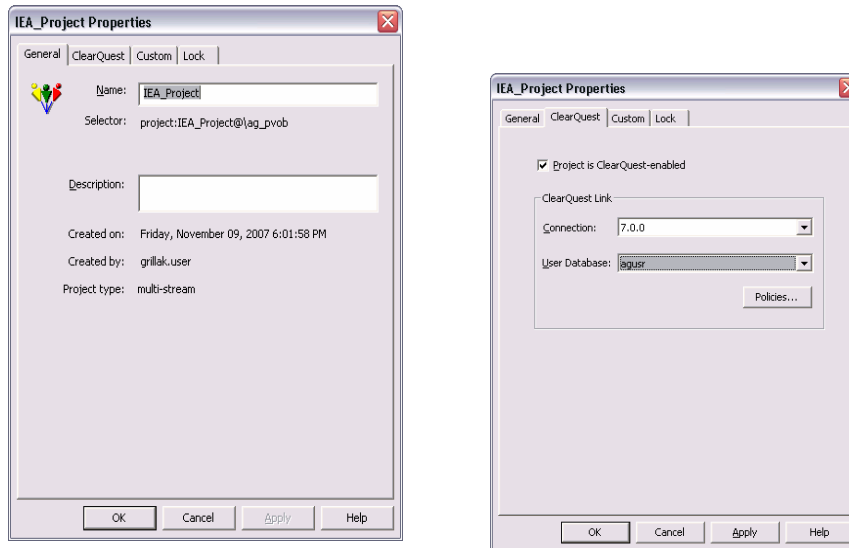 IEA_Project Properties
General ClearQuest Custom Lock
Name: IEA_Project
Selector: project:IEA_Project@\ag_pvob
Description:
Created on: Friday, November 09, 2007 6:01:58 PM
Created by: grillak.user
Project type: multi-stream
OK Cancel Apply Help
IEA_Project Properties
General ClearQuest Custom Lock
Project is ClearQuest-enabled
ClearQuest Link
Connection: 7.0.0
User Database: agusr
Policies...
OK Cancel Apply Help